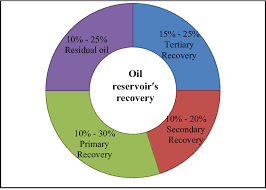 10% - 25%
Residual oil
15% - 25%
Tertiary
Recovery
Oil
reservoir's
recovery
10% - 30%
Primary
Recovery
10% - 20%
Secondary
Recovery